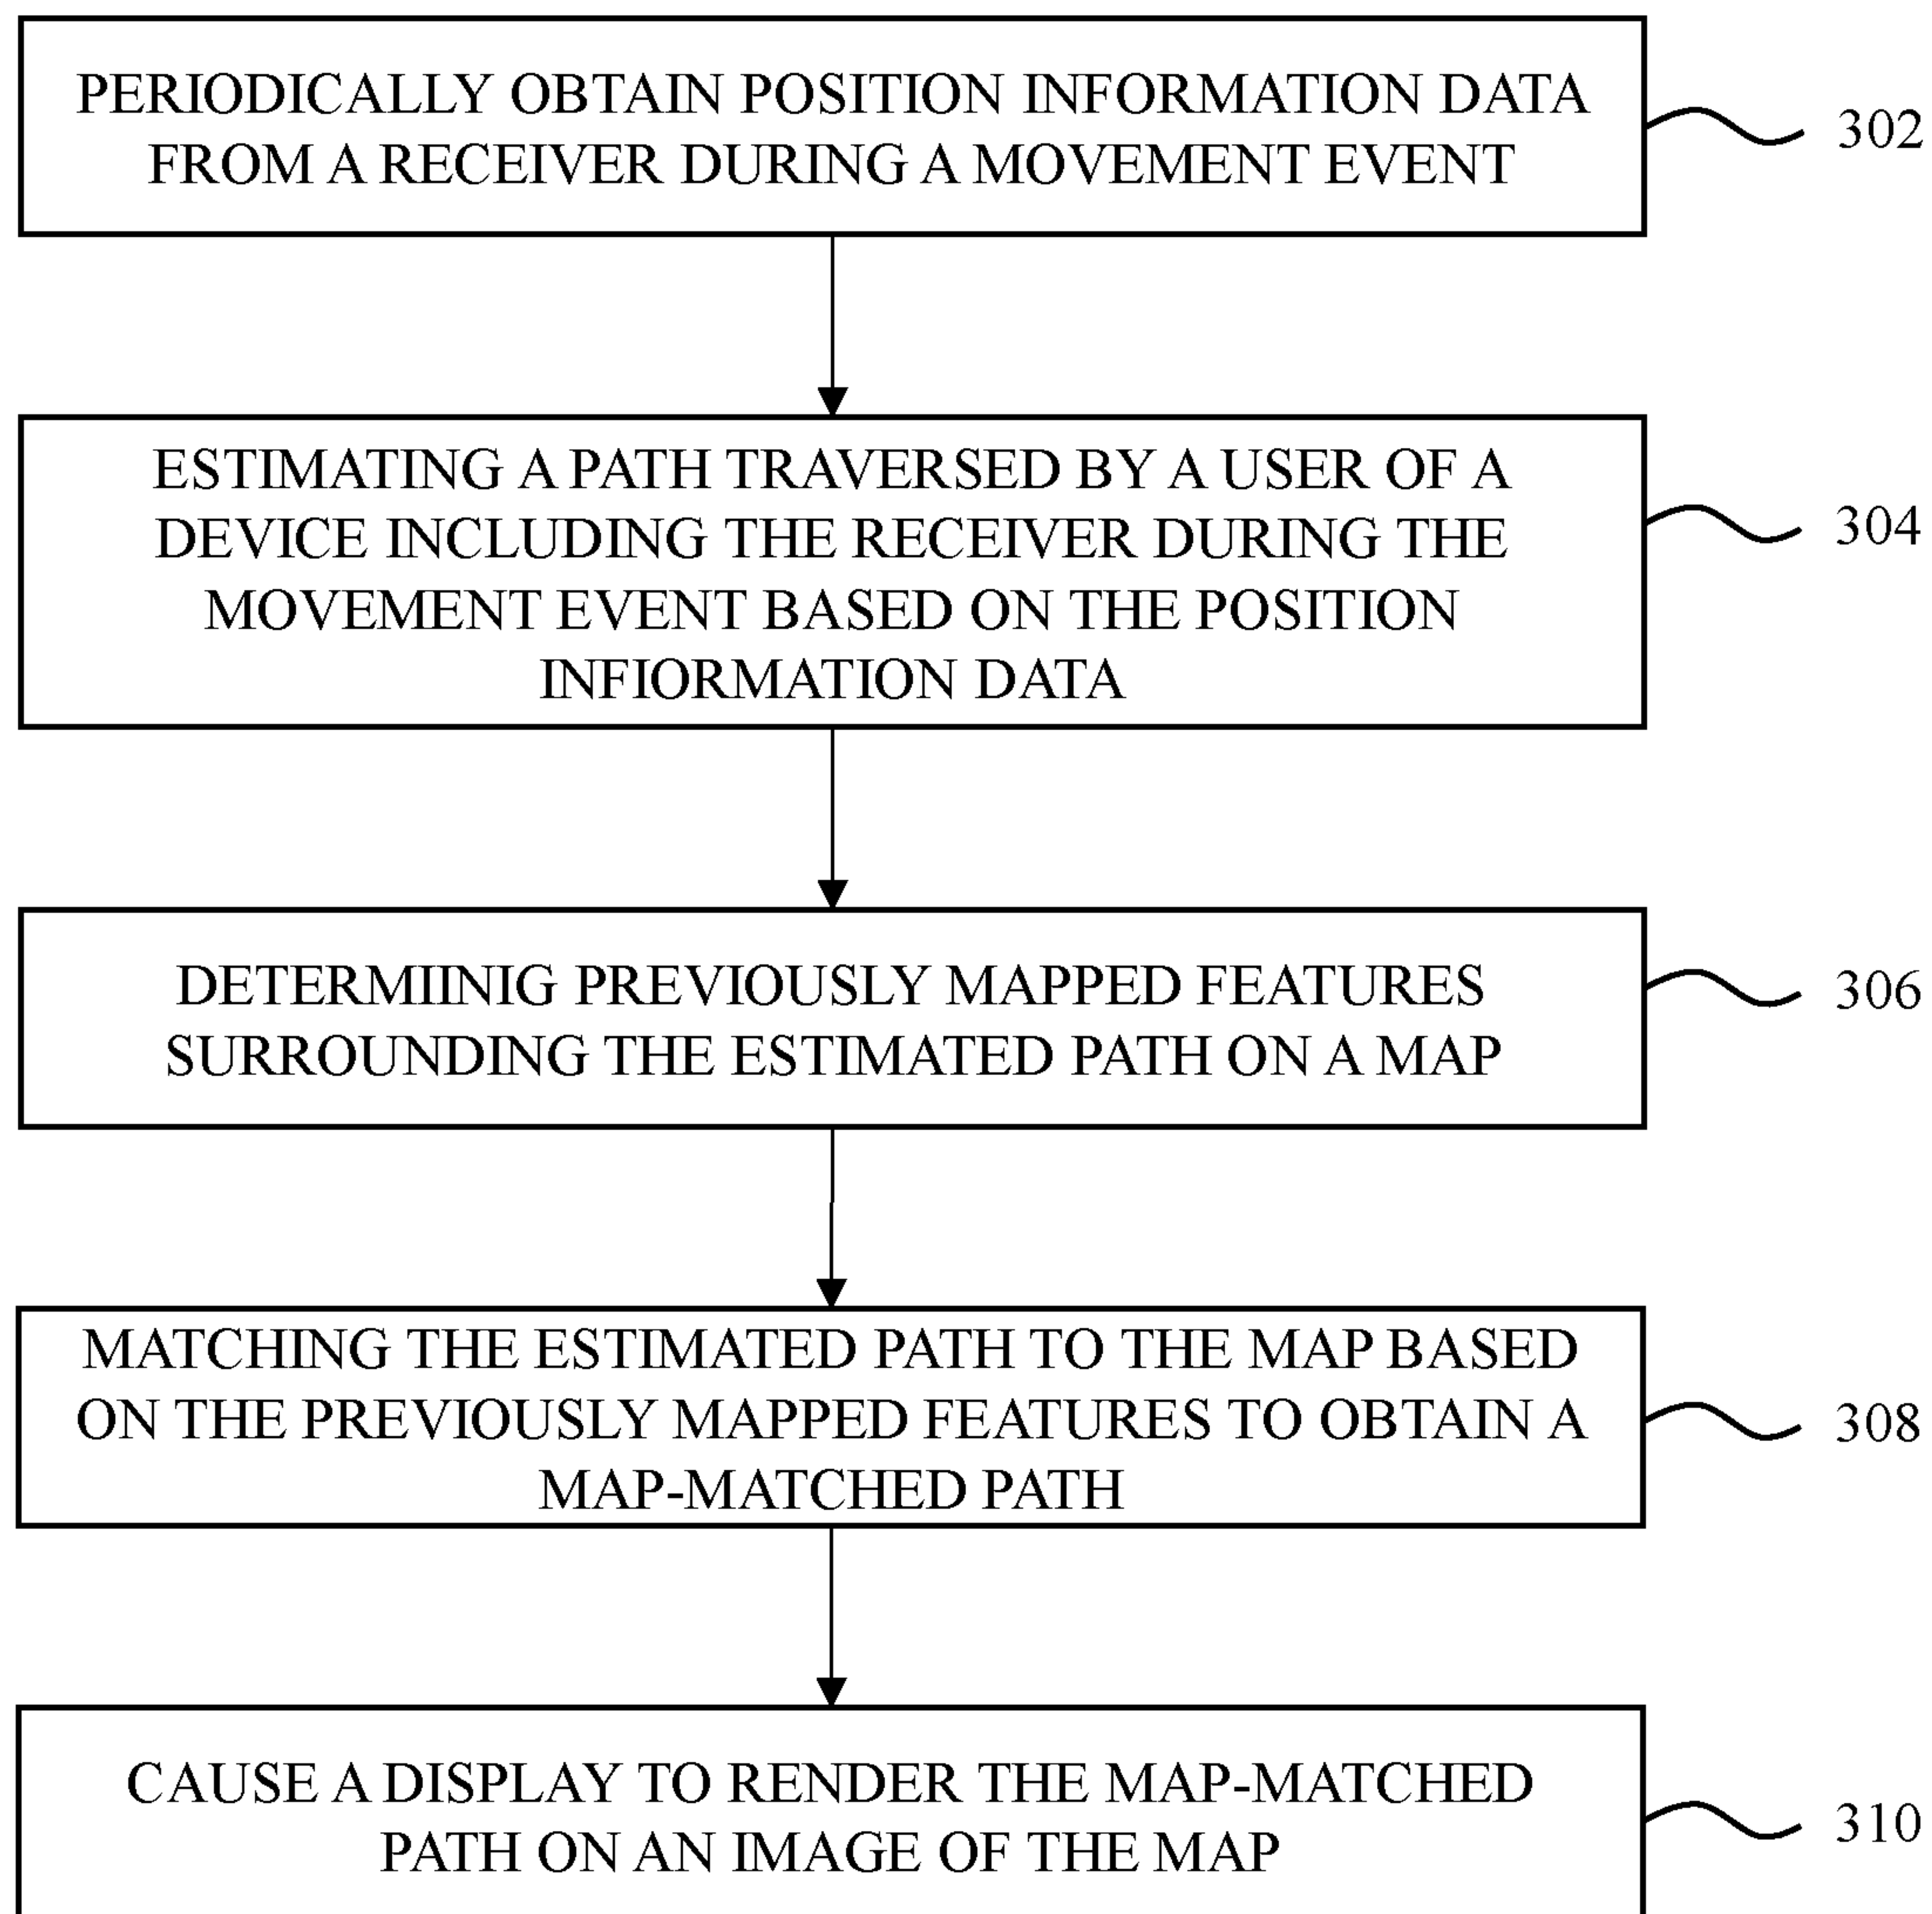 PERIODICALLY OBTAIN POSITION INFORMATION DATA
FROM A RECEIVER DURING A MOVEMENT EVENT
302
ESTIMATING A PATH TRAVERSED BY A USER OF A
DEVICE INCLUDING THE RECEIVER DURING THE
MOVEMENT EVENT BASED ON THE POSITION
INFIORMATION DATA
304
DETERMIINIG PREVIOUSLY MAPPED FEATURES
SURROUNDING THE ESTIMATED PATH ON A MAP
306
MATCHING THE ESTIMATED PATH TO THE MAP BASED
ON THE PREVIOUSLY MAPPED FEATURES TO OBTAIN A
MAP-MATCHED PATH
308
CAUSE A DISPLAY TO RENDER THE MAP-MATCHED
PATH ON AN IMAGE OF THE MAP
310